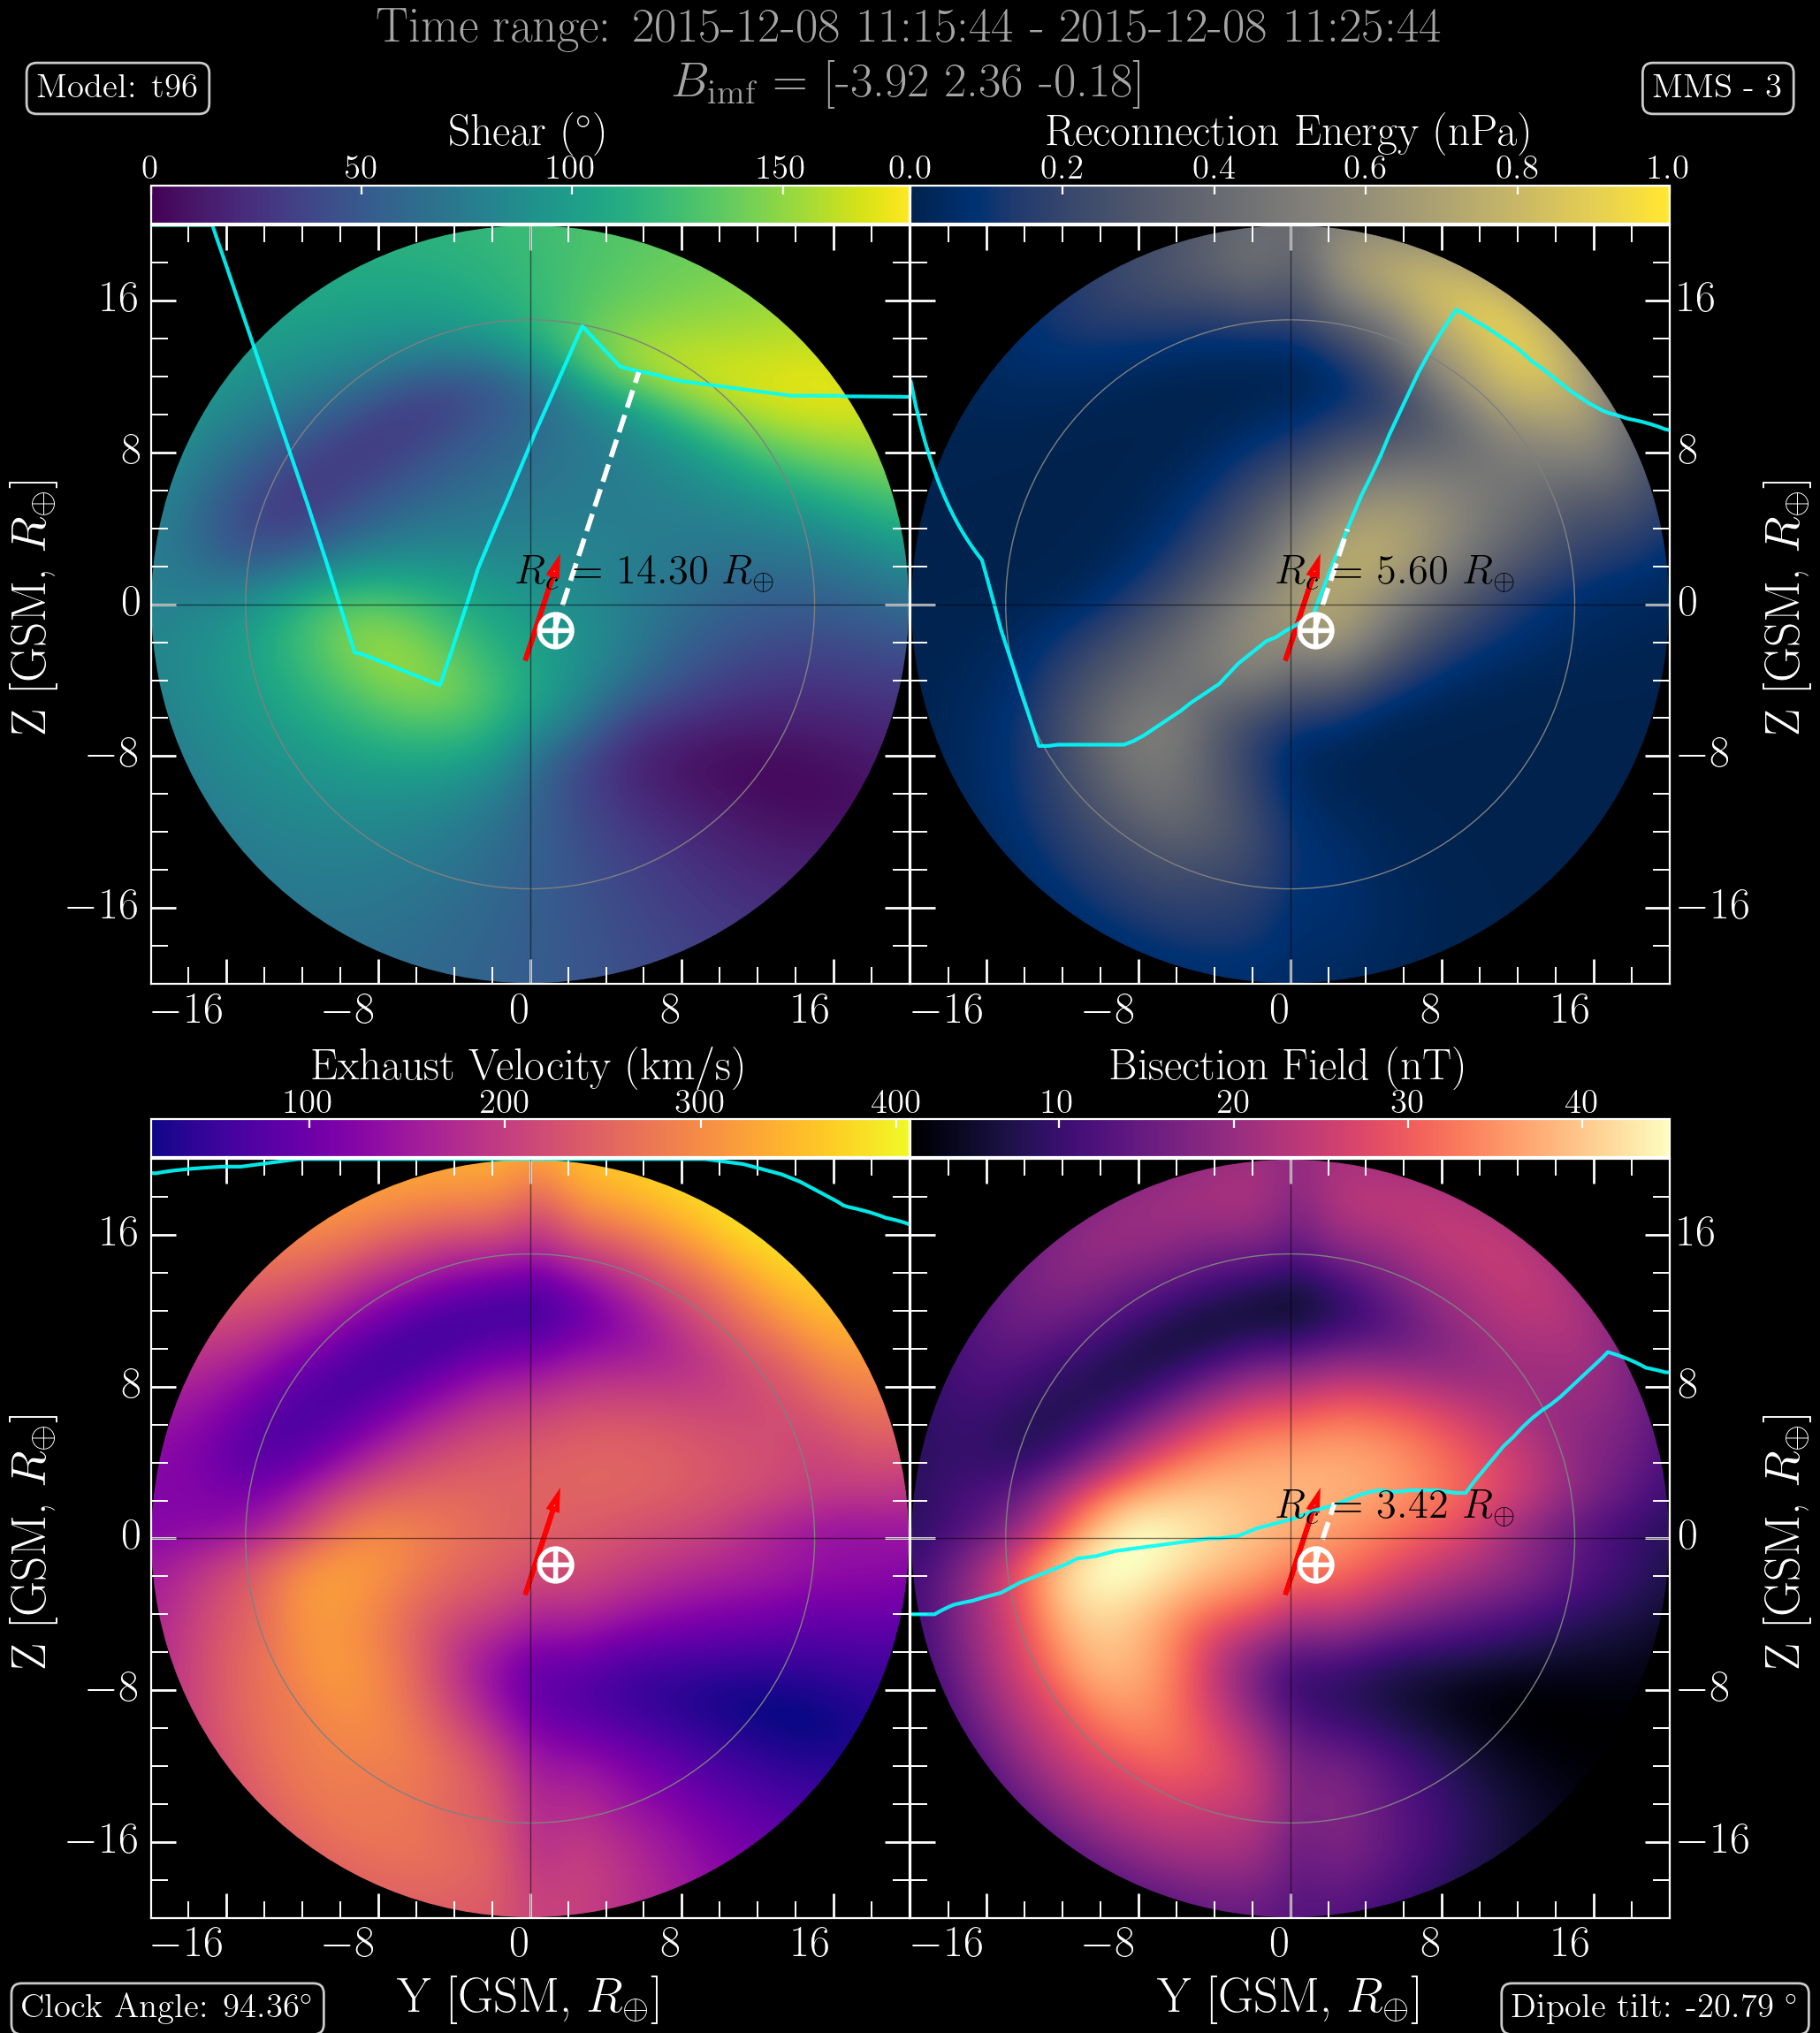 Time range: 2015-12-08 11:15:44 - 2015-12-08 11:25:44
Model: t96
B_imf = [-3.92 2.36 -0.18]
MMS - 3
Shear (°)
Reconnection Energy (nPa)
0 50 100 150
0.0 0.2 0.4 0.6 0.8 1.0
Z [GSM, R⊕]
16 8 0 −8 −16
R_c = 14.30 R⊕
R_c = 5.60 R⊕
16 8 0 −8 −16
Z [GSM, R⊕]
−16 −8 0 8 16
−16 −8 0 8 16
Exhaust Velocity (km/s)
Bisection Field (nT)
100 200 300 400
10 20 30 40
Z [GSM, R⊕]
16 8 0 −8 −16
R_c = 3.42 R⊕
16 8 0 −8 −16
Z [GSM, R⊕]
−16 −8 0 8 16
−16 −8 0 8 16
Y [GSM, R⊕]
Y [GSM, R⊕]
Clock Angle: 94.36°
Dipole tilt: -20.79 °